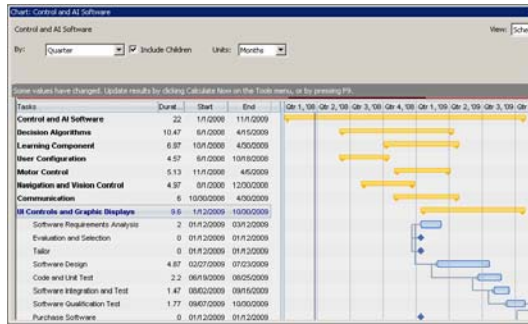 Chart: Control and AI Software
Control and AI Software
View: Sche
By: Quarter Include Children Units: Months
Some values have changed. Update results by clicking Calculate Now on the Tools menu, or by pressing F9.
Tasks Durat... Start End Qtr 1, '08 Qtr 2, '08 Qtr 3, '08 Qtr 4, '08 Qtr 1, '09 Qtr 2, '09 Qtr 3, '09 Qtr
Control and AI Software 22 1/1/2008 11/1/2009
Decision Algorithms 10.47 6/1/2008 4/15/2009
Learning Component 6.97 10/1/2008 4/30/2009
User Configuration 4.57 6/1/2008 10/18/2008
Motor Control 5.13 11/1/2008 4/5/2009
Navigation and Vision Control 4.97 8/1/2008 12/30/2008
Communication 6 10/30/2008 4/30/2009
UI Controls and Graphic Displays 9.6 1/12/2009 10/30/2009
Software Requirements Analysis 2 01/12/2009 03/12/2009
Evaluation and Selection 0 01/12/2009 01/12/2009
Tailor 0 01/12/2009 01/12/2009
Software Design 4.87 02/27/2009 07/23/2009
Code and Unit Test 2.2 06/19/2009 08/25/2009
Software Integration and Test 1.47 08/02/2009 09/16/2009
Software Qualification Test 1.77 09/07/2009 10/30/2009
Purchase Software 0 01/12/2009 01/12/2009